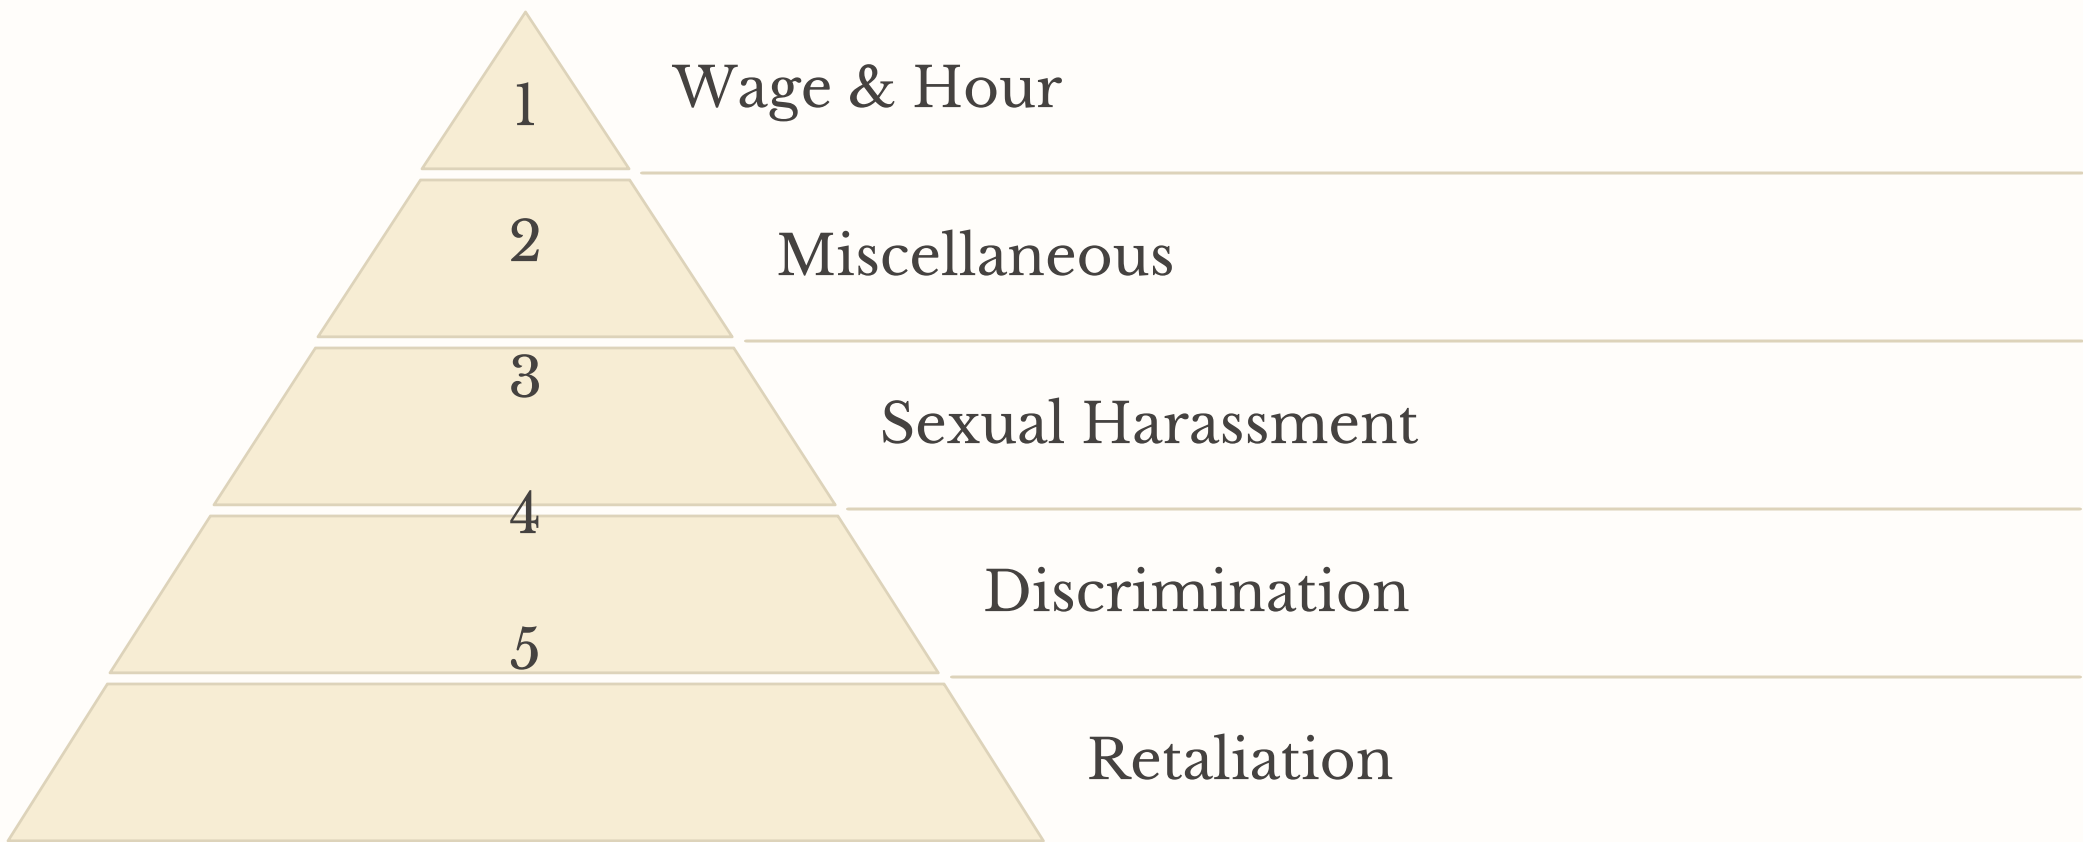 1
Wage & Hour
2
Miscellaneous
3
Sexual Harassment
4
Discrimination
5
Retaliation